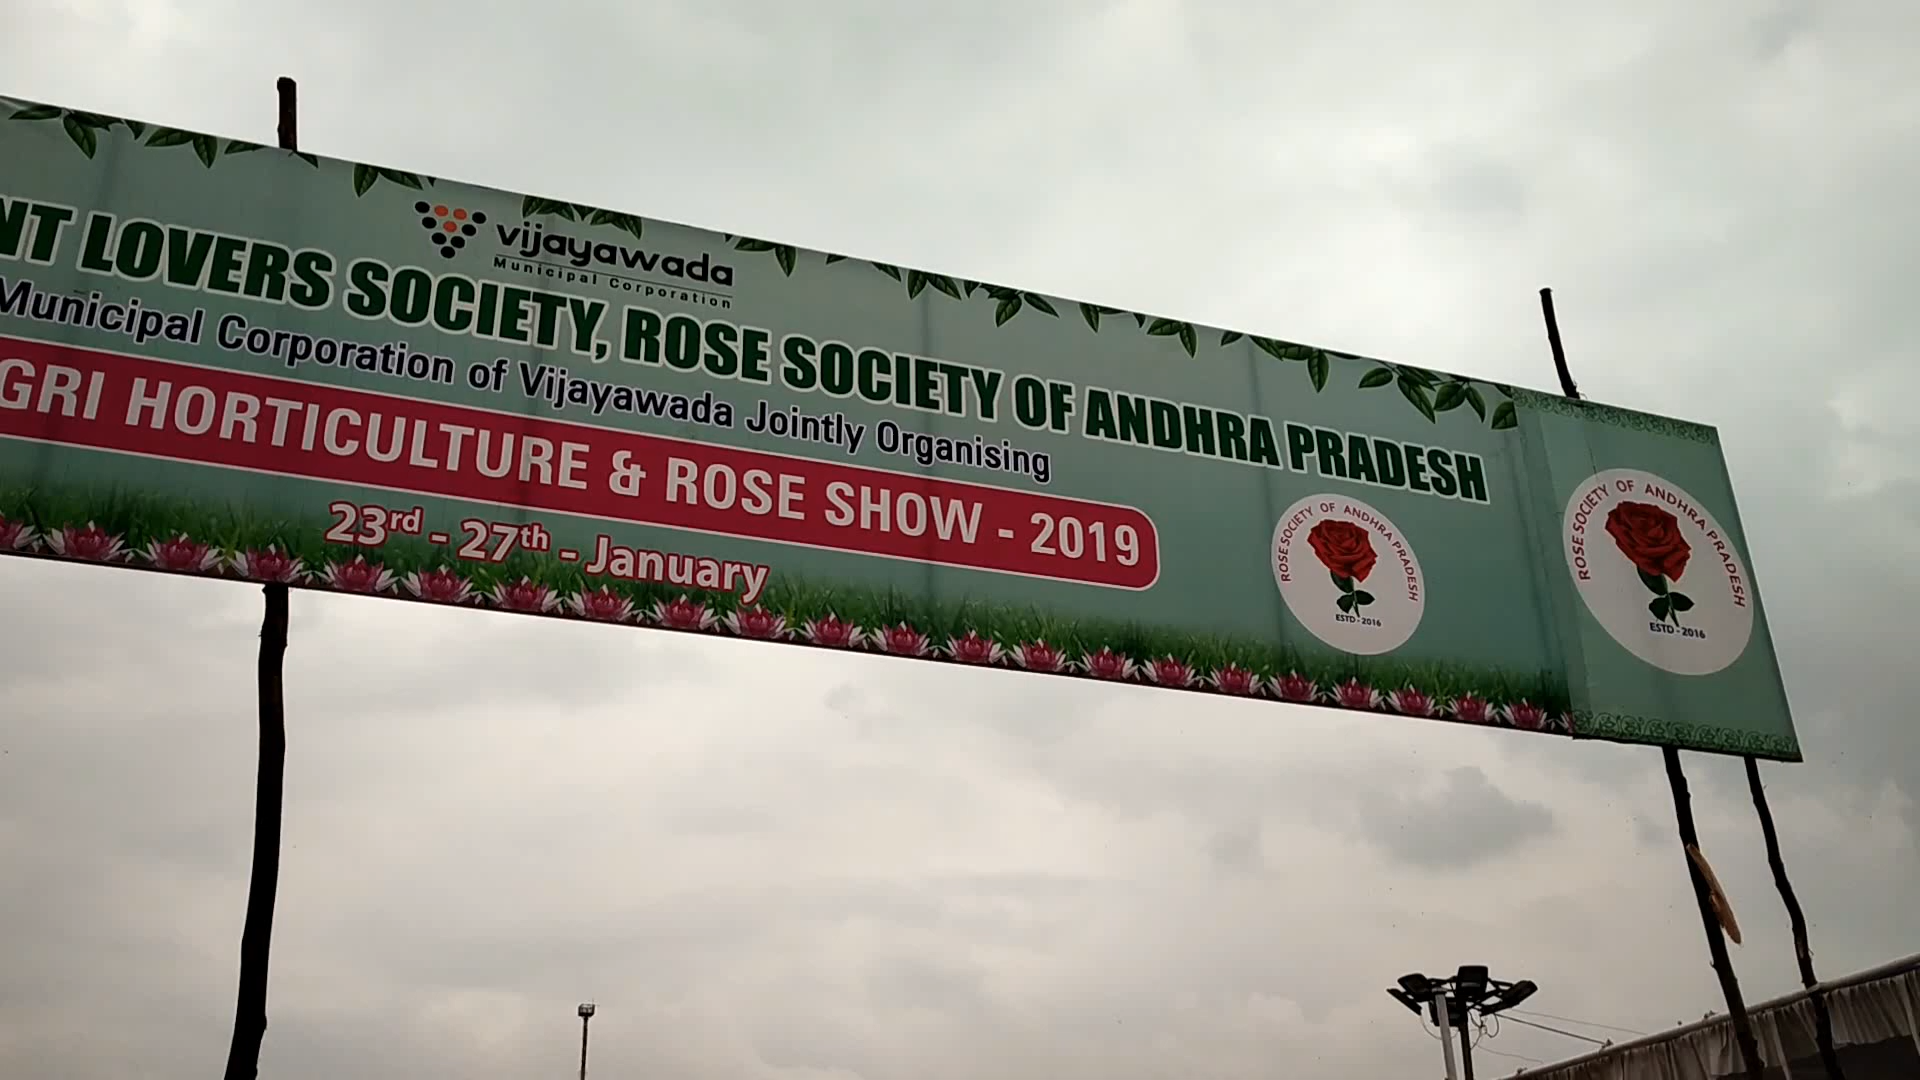 vijayawada
Municipal Corporation
NT LOVERS SOCIETY, ROSE SOCIETY OF ANDHRA PRADESH
Municipal Corporation of Vijayawada Jointly Organising
GRI HORTICULTURE & ROSE SHOW - 2019
23rd - 27th - January
ROSE SOCIETY OF ANDHRA PRADESH
ESTD - 2016
ROSE SOCIETY OF ANDHRA PRADESH
ESTD - 2016